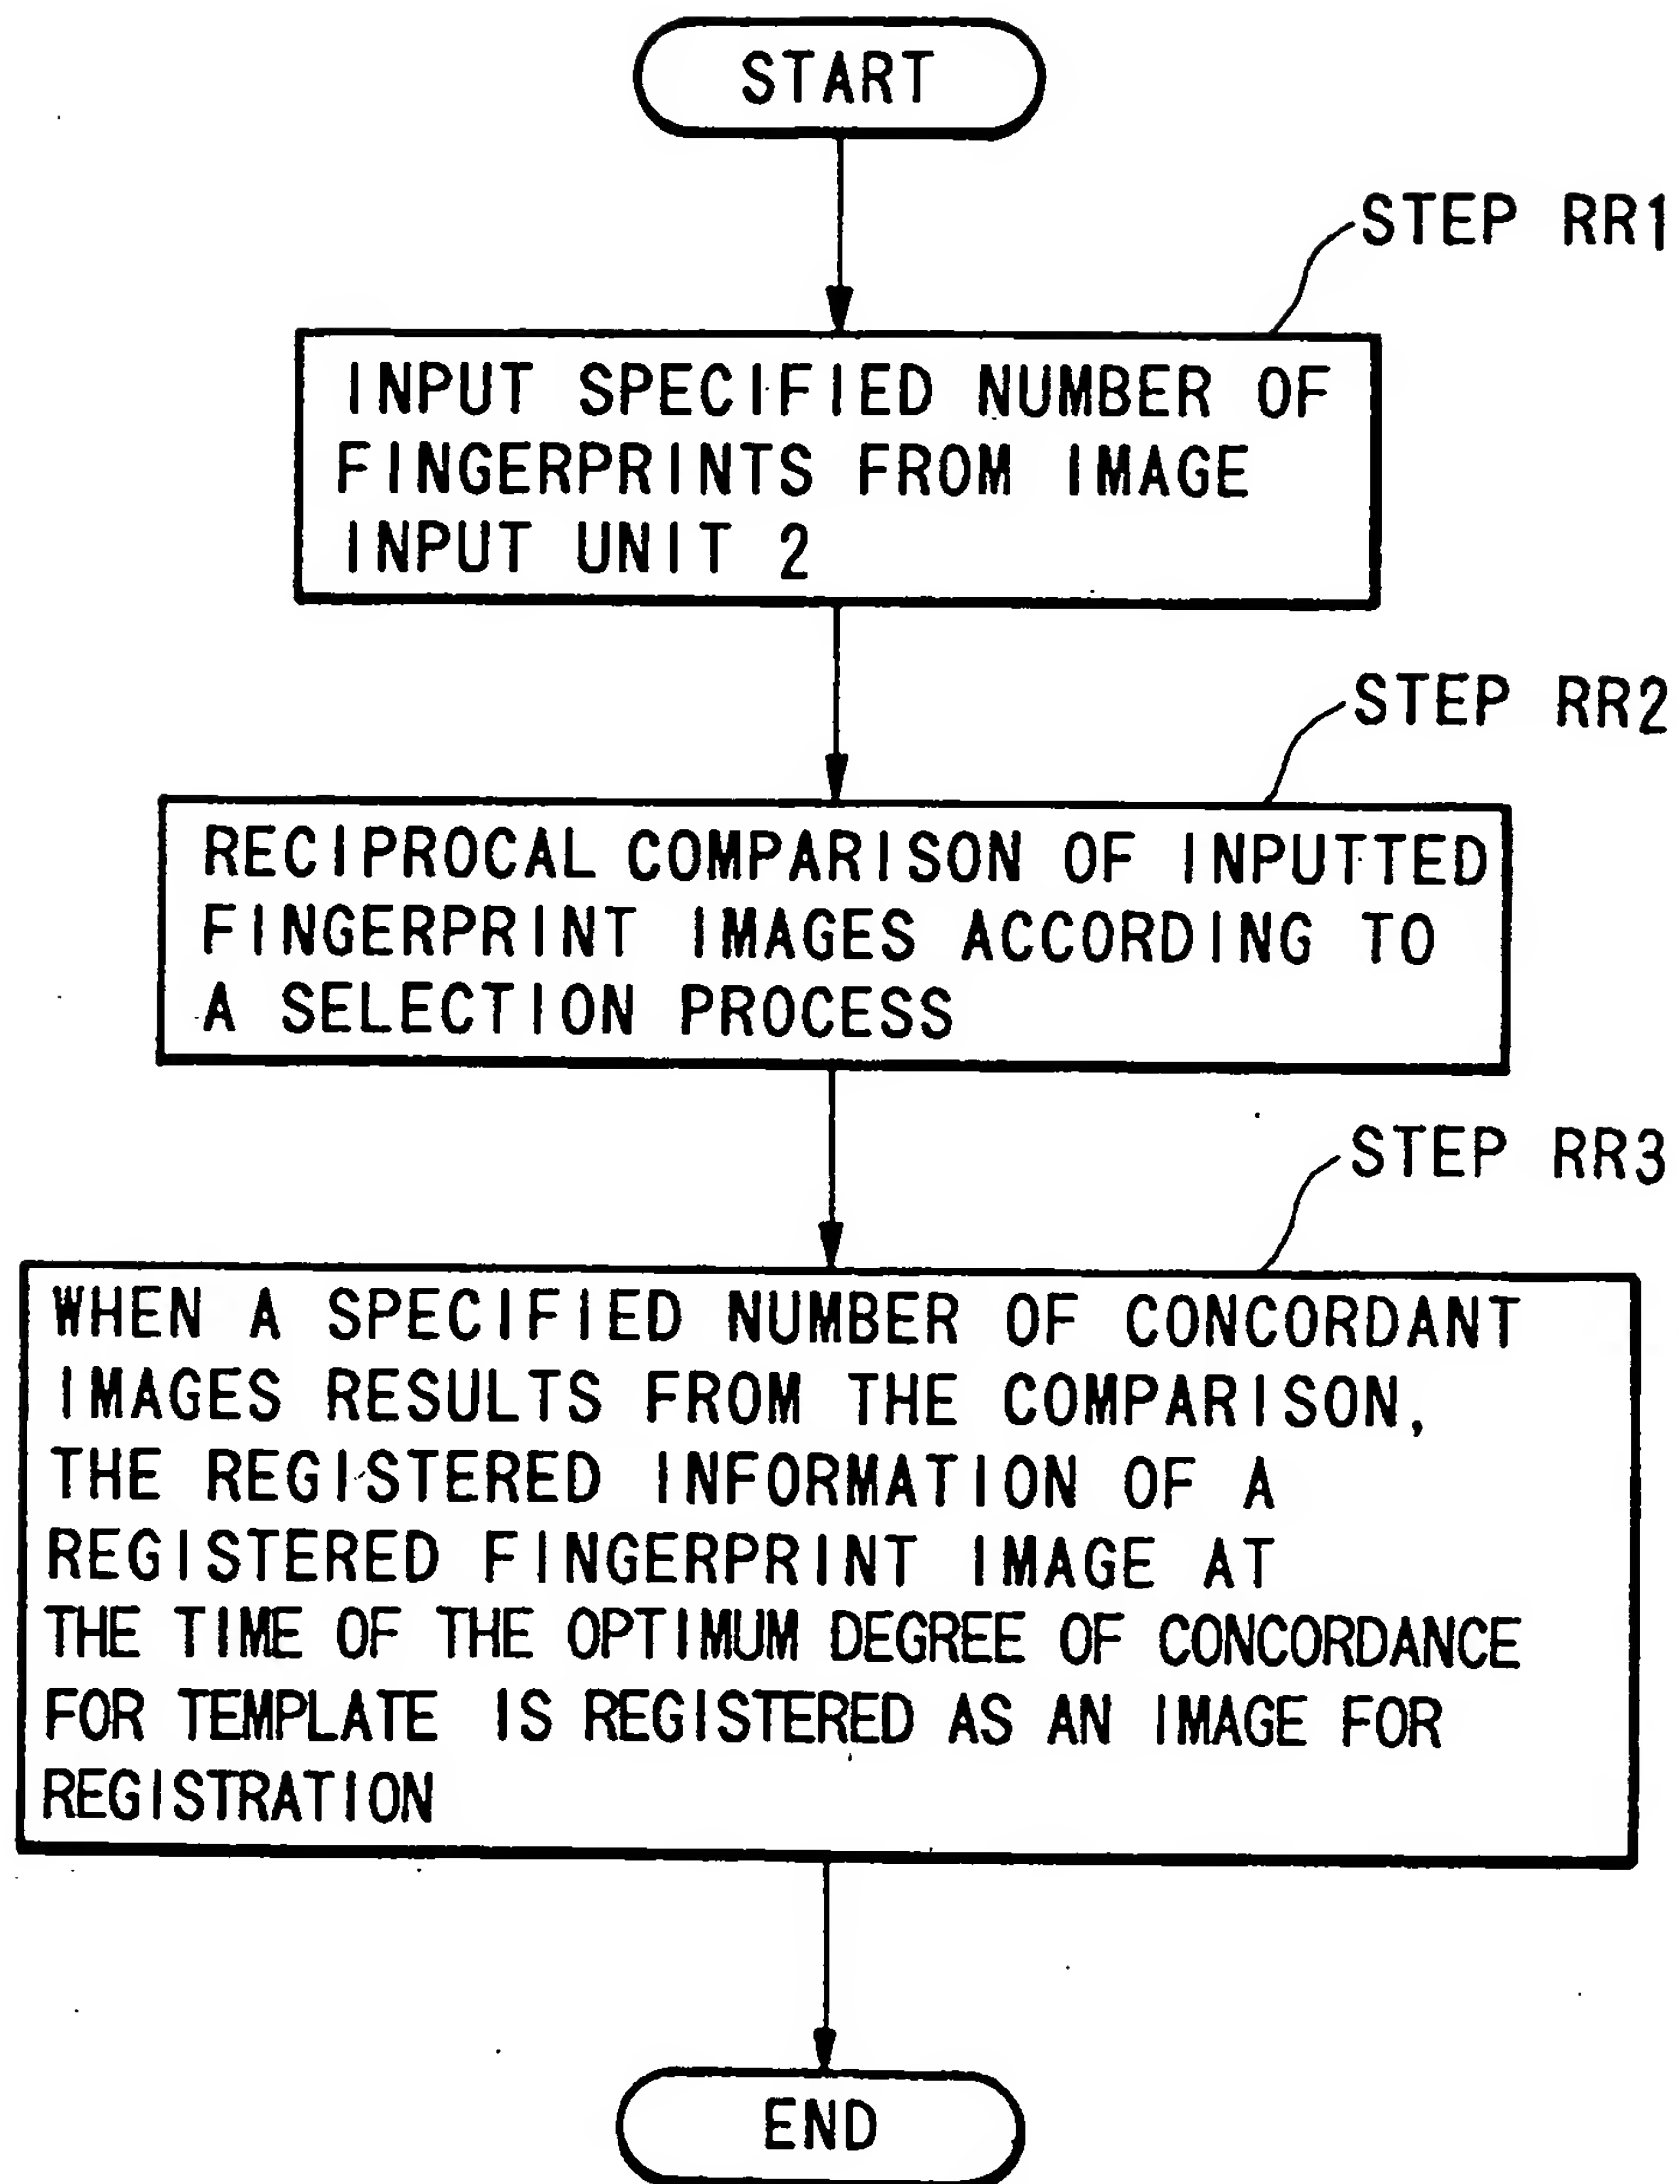 START
STEP RR1
INPUT SPECIFIED NUMBER OF
FINGERPRINTS FROM IMAGE
INPUT UNIT 2
STEP RR2
RECIPROCAL COMPARISON OF INPUTTED
FINGERPRINT IMAGES ACCORDING TO
A SELECTION PROCESS
STEP RR3
WHEN A SPECIFIED NUMBER OF CONCORDANT
IMAGES RESULTS FROM THE COMPARISON,
THE REGISTERED INFORMATION OF A
REGISTERED FINGERPRINT IMAGE AT
THE TIME OF THE OPTIMUM DEGREE OF CONCORDANCE
FOR TEMPLATE IS REGISTERED AS AN IMAGE FOR
REGISTRATION
END